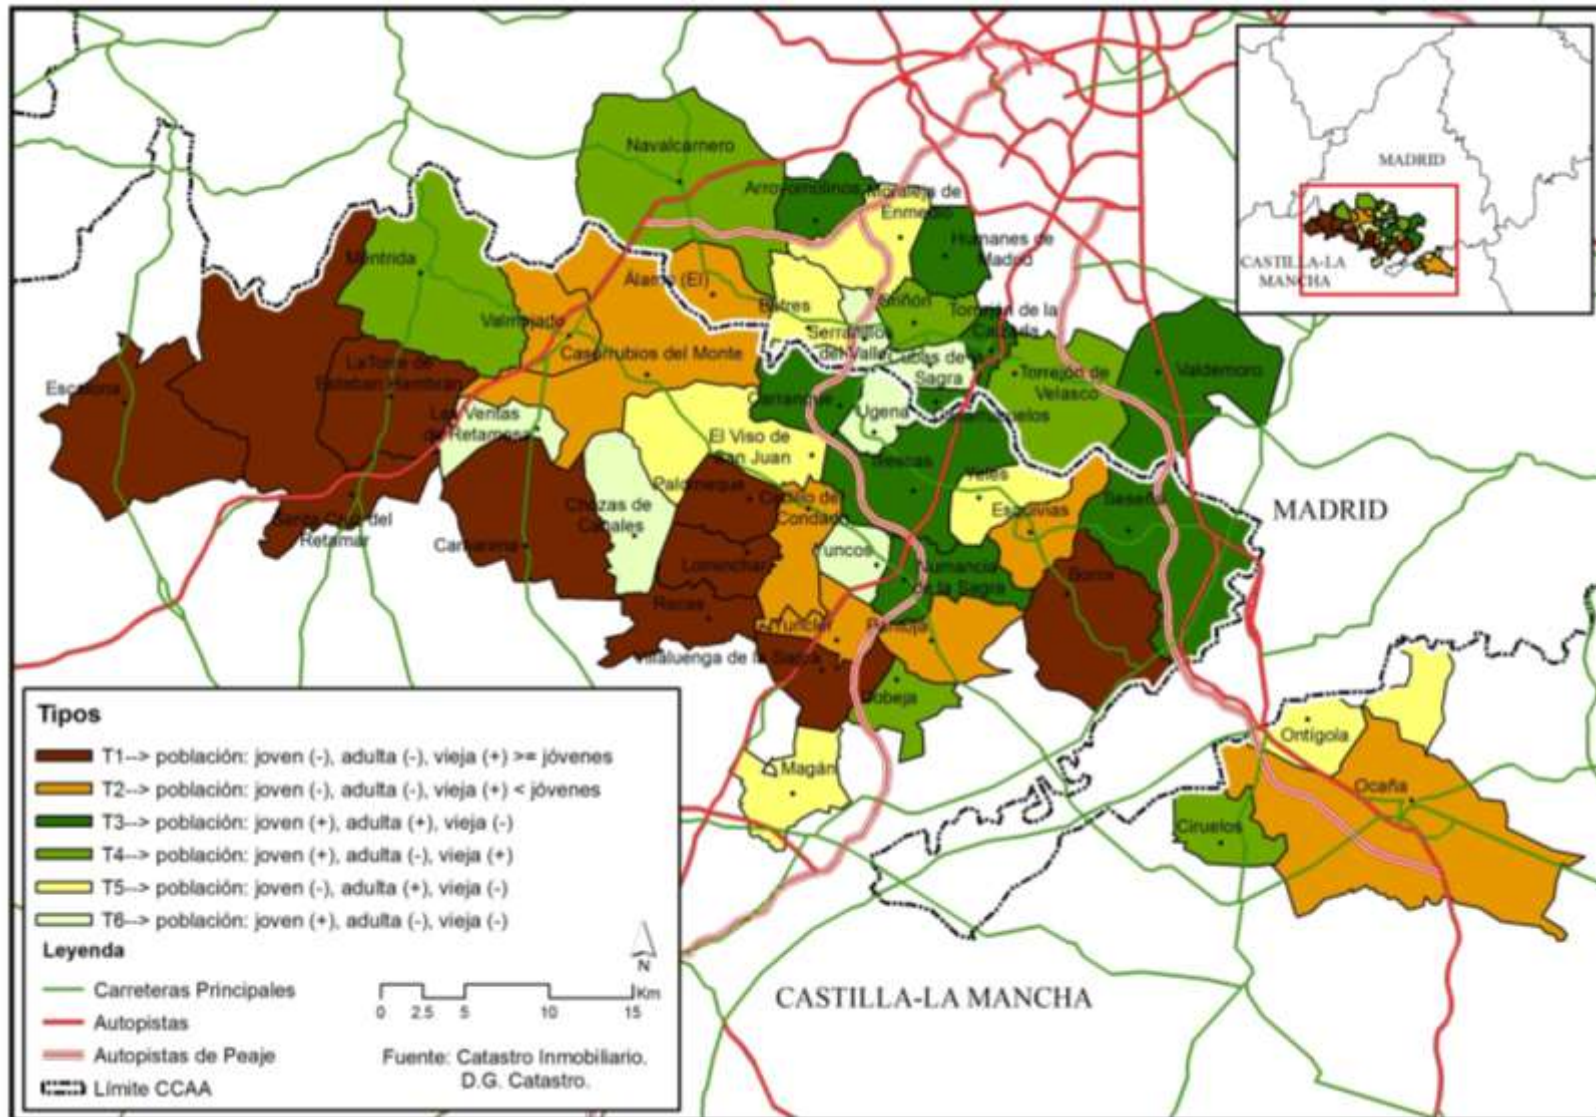 Navalcarnero
Arroyomolinos
Moraleja de
Enmedio
Humanes de
Madrid
MADRID
CASTILLA-LA
MANCHA
Méntrida
Álamo (El)
Batres
Torrejón de la
Calzada
Valmojado
Serranillos
del Valle
Casarrubios del Monte
Cubas de la
Sagra
Torrejón de
Velasco
Valdemoro
Escalona
La Torre de
Esteban Hambrán
Carranque
Ugena
Las Ventas
de Retamosa
El Viso de
San Juan
Illescas
Yeles
Palomeque
Cedillo de
Condado
Esquivias
Seseña
MADRID
Chozas de
Canales
Santa Cruz del
Retamar
Camarena
Yuncos
Lominchar
Numancia
de la Sagra
Borox
Recas
Yuncler
Pantoja
Villaluenga de la Sagra
Cobeja
Ontígola
Magán
Ocaña
Ciruelos
CASTILLA-LA MANCHA
Tipos
T1--> población: joven (-), adulta (-), vieja (+) >= jóvenes
T2--> población: joven (-), adulta (-), vieja (+) < jóvenes
T3--> población: joven (+), adulta (+), vieja (-)
T4--> población: joven (+), adulta (-), vieja (+)
T5--> población: joven (-), adulta (+), vieja (-)
T6--> población: joven (+), adulta (-), vieja (-)
Leyenda
Carreteras Principales
Autopistas
Autopistas de Peaje
Límite CCAA
N
Km
0 2.5 5 10 15
Fuente: Catastro Inmobiliario.
D.G. Catastro.